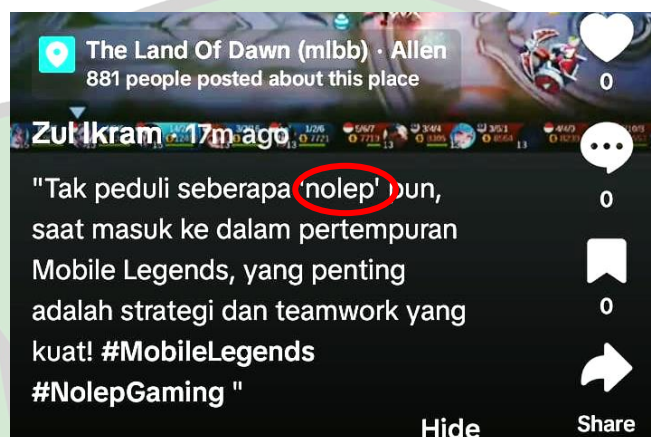 The Land Of Dawn (mlbb) · Allen
881 people posted about this place
0
Zul Ikram · 17m ago
"Tak peduli seberapa 'nolep' pun,
0
saat masuk ke dalam pertempuran
Mobile Legends, yang penting
adalah strategi dan teamwork yang
0
kuat! #MobileLegends
#NolepGaming "
Hide
Share